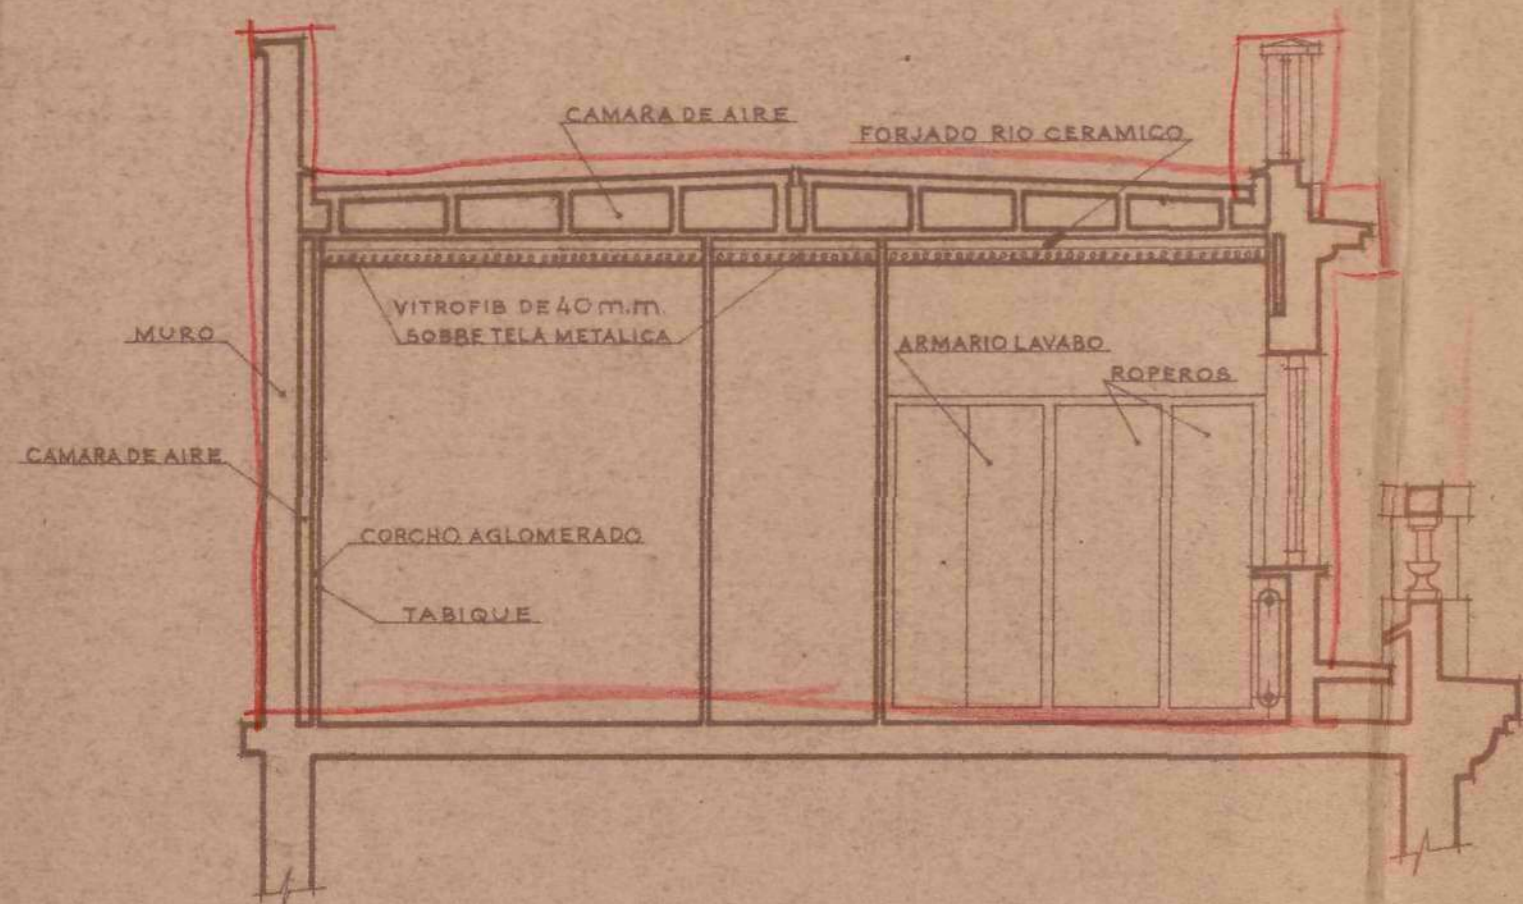 CAMARA DE AIRE
FORJADO RIO CERAMICO
VITROFIB DE 40 m.m.
SOBRE TELA METALICA
MURO
ARMARIO LAVABO
ROPEROS
CAMARA DE AIRE
CORCHO AGLOMERADO
TABIQUE